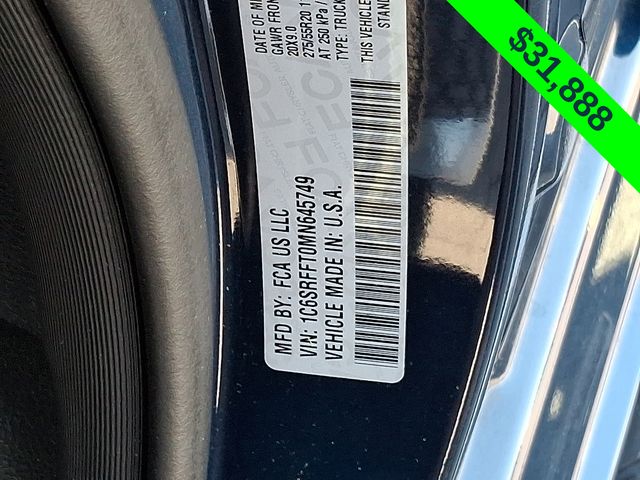 $31,888
DATE OF
GAWR FRON
20X9.0
275/55R20
AT 250 kPa /
TYPE: TRUCK
THIS VEHICLE
STAND
MFD BY: FCA US LLC
VIN: 1C6SRFFT0MN645749
VEHICLE MADE IN: U.S.A.